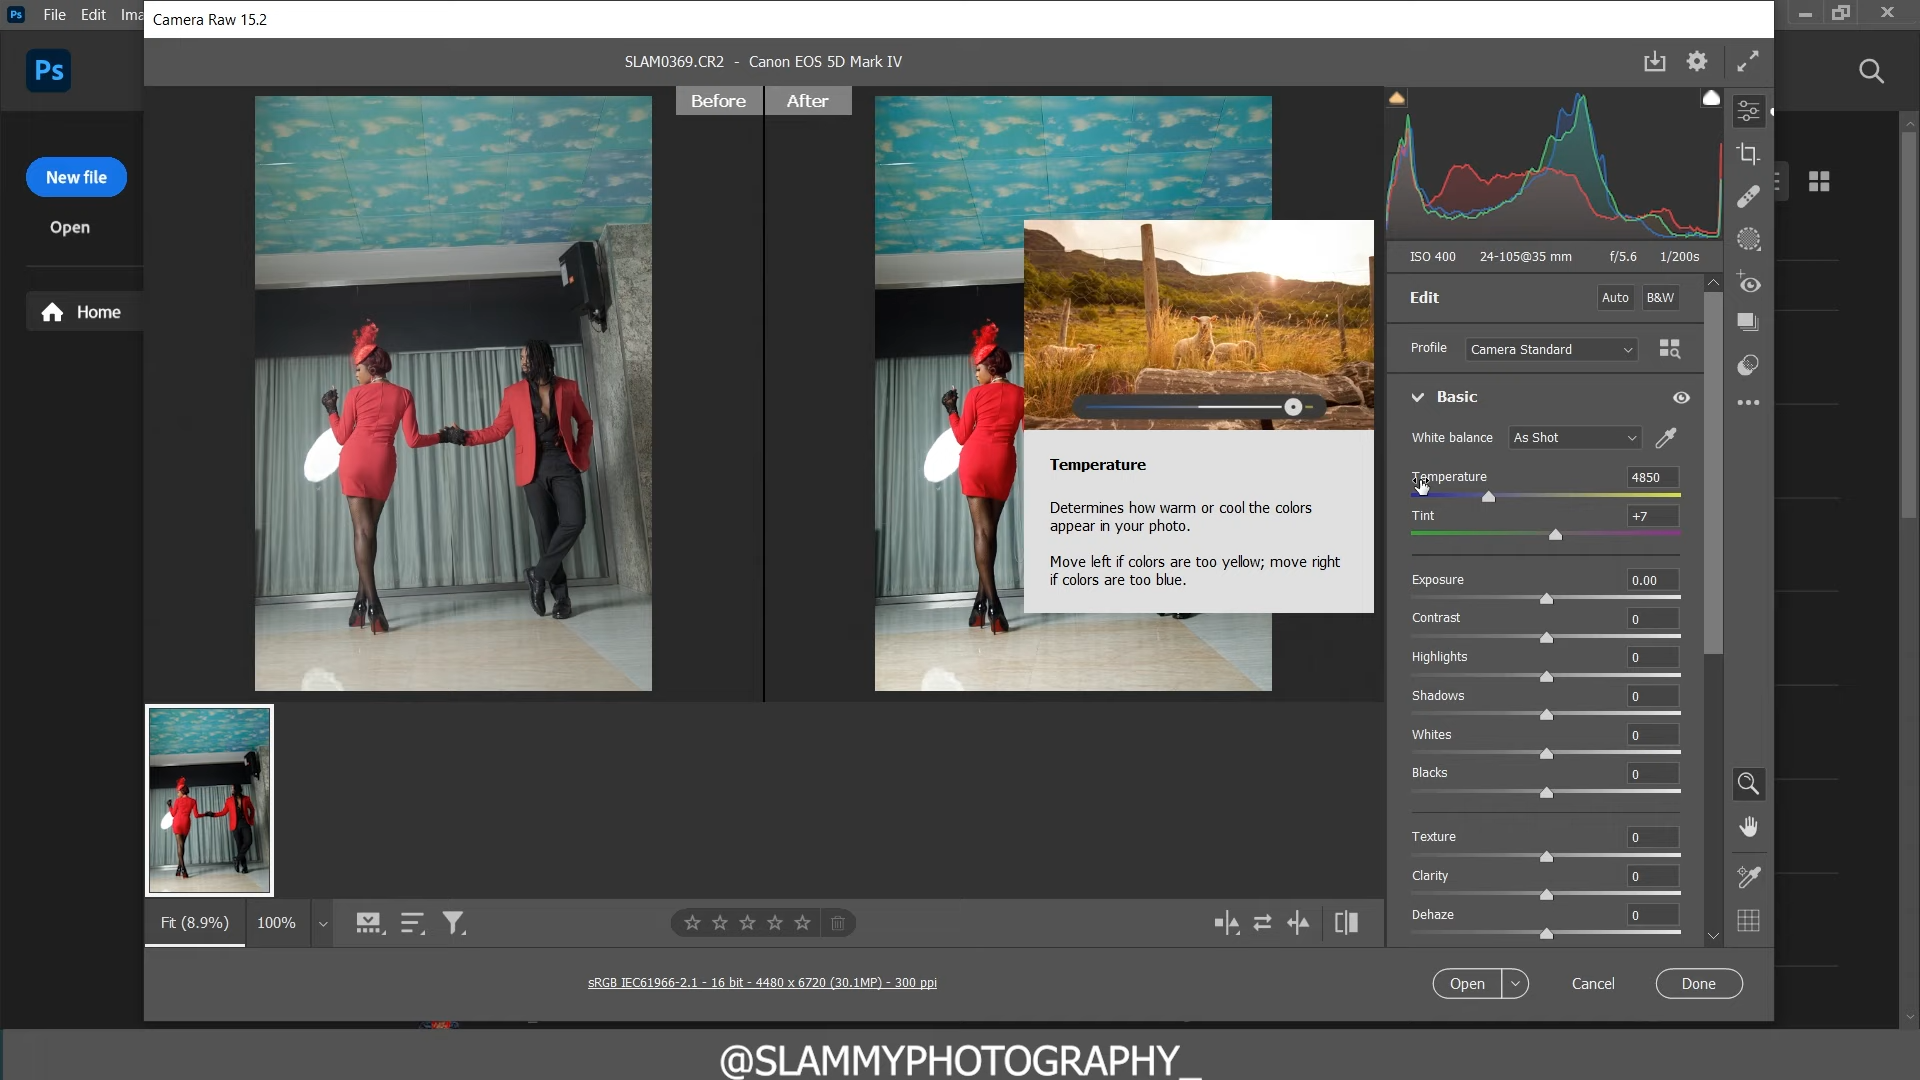 Ps
File Edit
Camera Raw 15.2
Ps
SLAM0369.CR2 - Canon EOS 5D Mark IV
New file
Open
Home
Before After
ISO 400 24-105@35 mm f/5.6 1/200s
Edit Auto B&W
Profile Camera Standard
Basic
White balance As Shot
Temperature 4850
Tint +7
Exposure 0.00
Contrast 0
Highlights 0
Shadows 0
Whites 0
Blacks 0
Texture 0
Clarity 0
Dehaze 0
Temperature
Determines how warm or cool the colors
appear in your photo.
Move left if colors are too yellow; move right
if colors are too blue.
Fit (8.9%) 100%
sRGB IEC61966-2.1 - 16 bit - 4480 x 6720 (30.1MP) - 300 ppi
Open Cancel Done
@SLAMMYPHOTOGRAPHY_